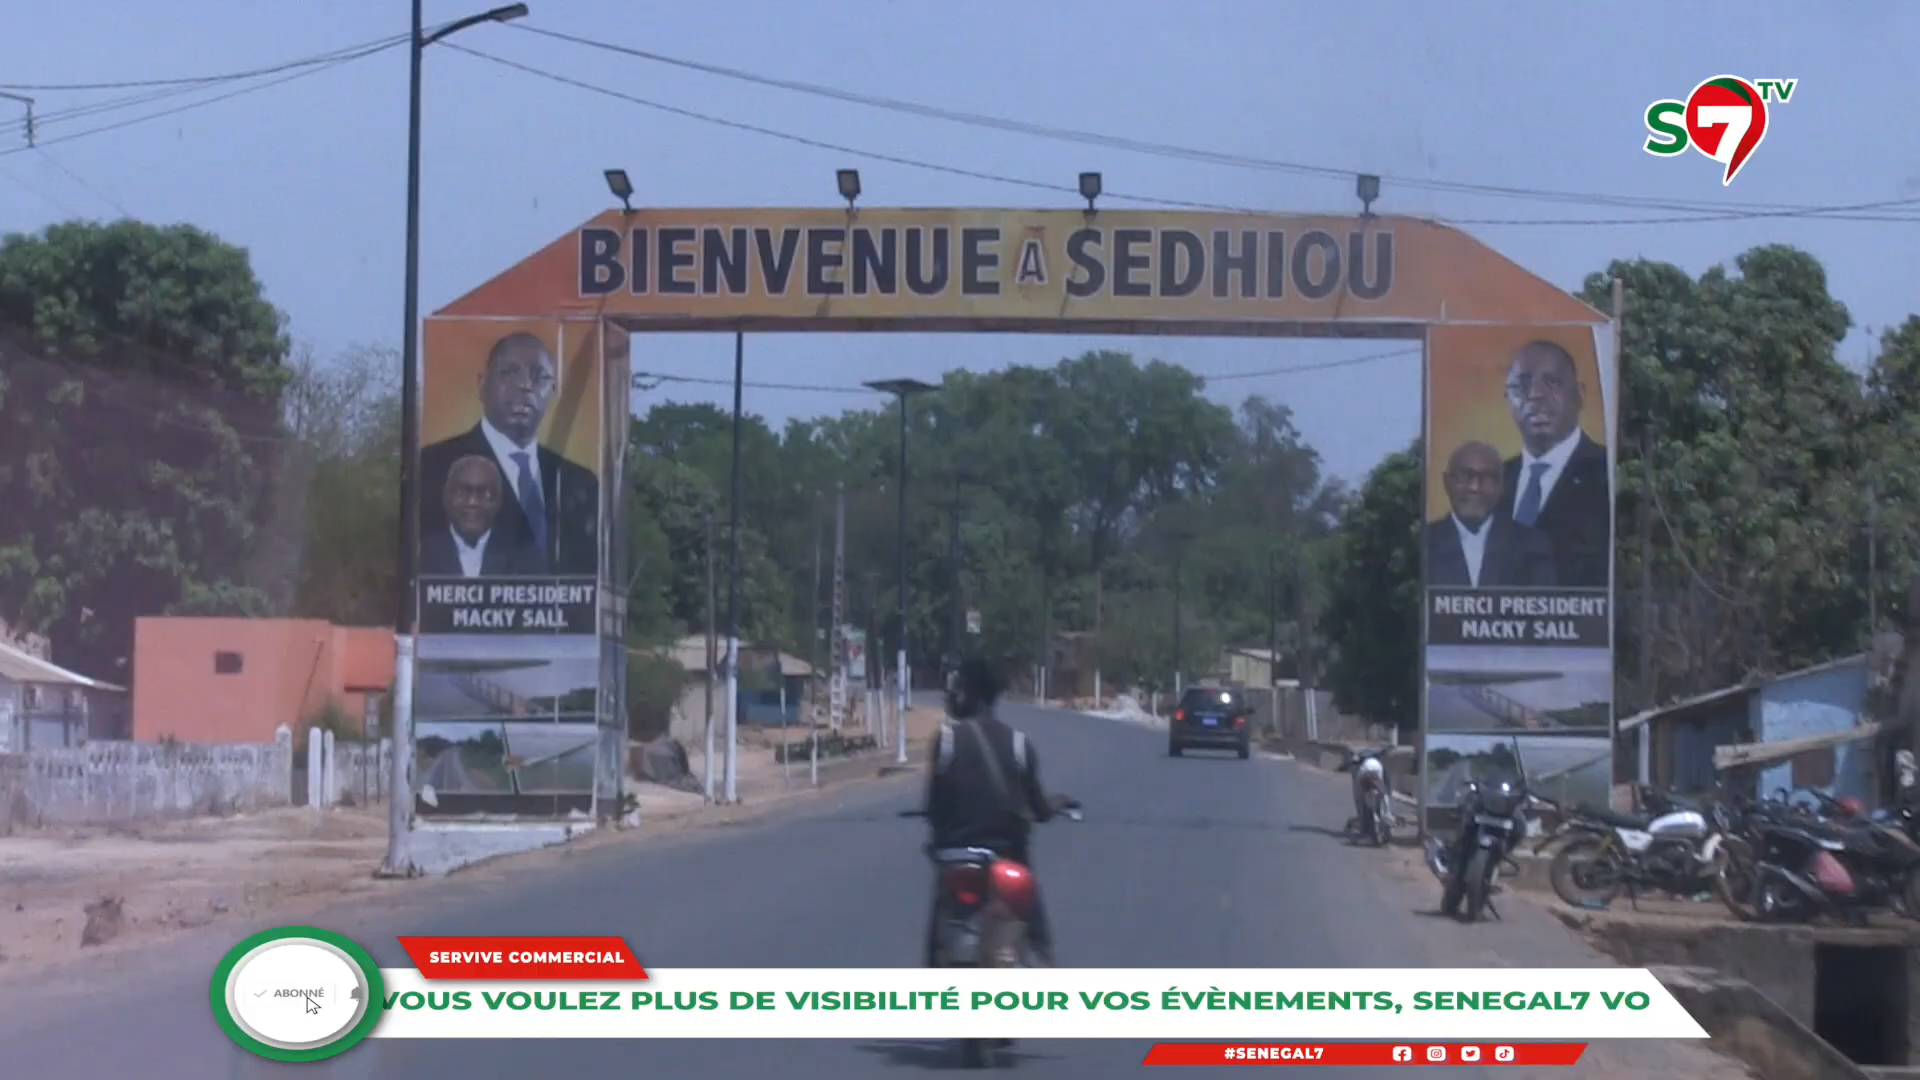 S7 TV
BIENVENUE A SEDHIOU
MERCI PRESIDENT
MACKY SALL
MERCI PRESIDENT
MACKY SALL
SERVIVE COMMERCIAL
ABONNÉ
VOUS VOULEZ PLUS DE VISIBILITÉ POUR VOS ÉVÈNEMENTS, SENEGAL7 VO
#SENEGAL7